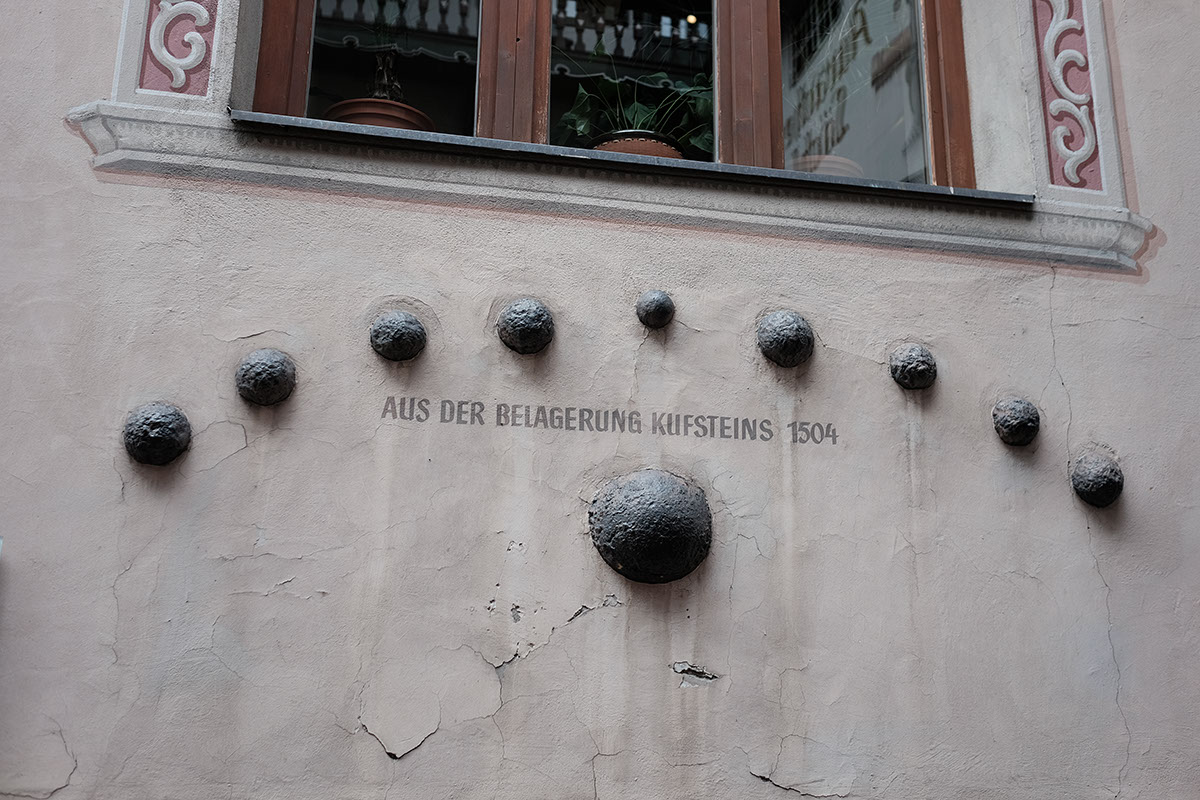 AUS DER BELAGERUNG KUFSTEINS 1504